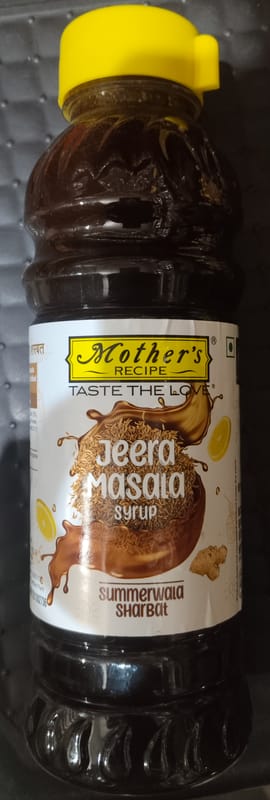 Mother's
RECIPE
®
TASTE THE LOVE®
Jeera
Masala
syrup
summerwala
sharbat